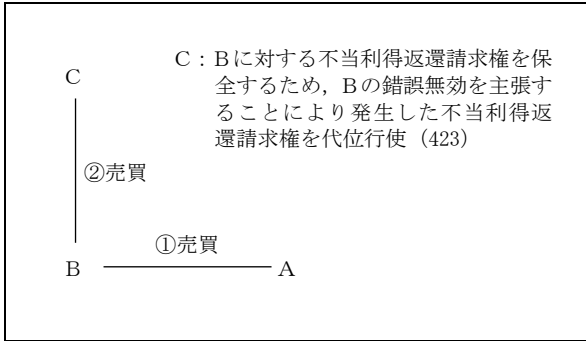 C：Bに対する不当利得返還請求権を保
全するため，Bの錯誤無効を主張す
ることにより発生した不当利得返
還請求権を代位行使（423）
C
②売買
①売買
B
A